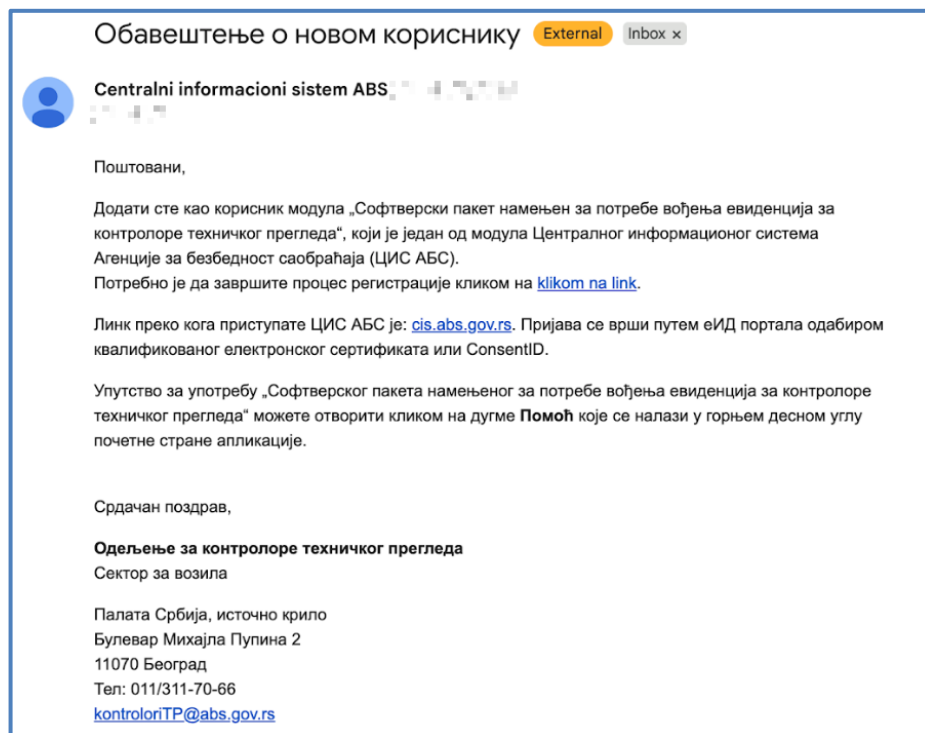 Обавештење о новом кориснику External Inbox x
Centralni informacioni sistem ABS
Поштовани,
Додати сте као корисник модула „Софтверски пакет намењен за потребе вођења евиденција за
контролоре техничког прегледа“, који је један од модула Централног информационог система
Агенције за безбедност саобраћаја (ЦИС АБС).
Потребно је да завршите процес регистрације кликом на klikom na link.
Линк преко кога приступате ЦИС АБС је: cis.abs.gov.rs. Пријава се врши путем еИД портала одабиром
квалификованог електронског сертификата или ConsentID.
Упутство за употребу „Софтверског пакета намењеног за потребе вођења евиденција за контролоре
техничког прегледа“ можете отворити кликом на дугме Помоћ које се налази у горњем десном углу
почетне стране апликације.
Срдачан поздрав,
Одељење за контролоре техничког прегледа
Сектор за возила
Палата Србија, источно крило
Булевар Михајла Пупина 2
11070 Београд
Тел: 011/311-70-66
kontroloriTP@abs.gov.rs